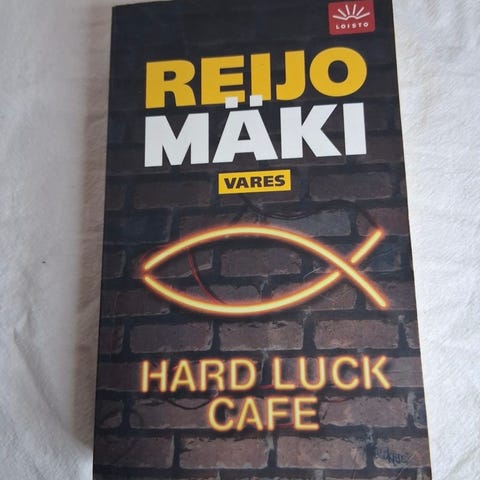 LOISTO
REIJO
MÄKI
VARES
HARD LUCK
CAFE